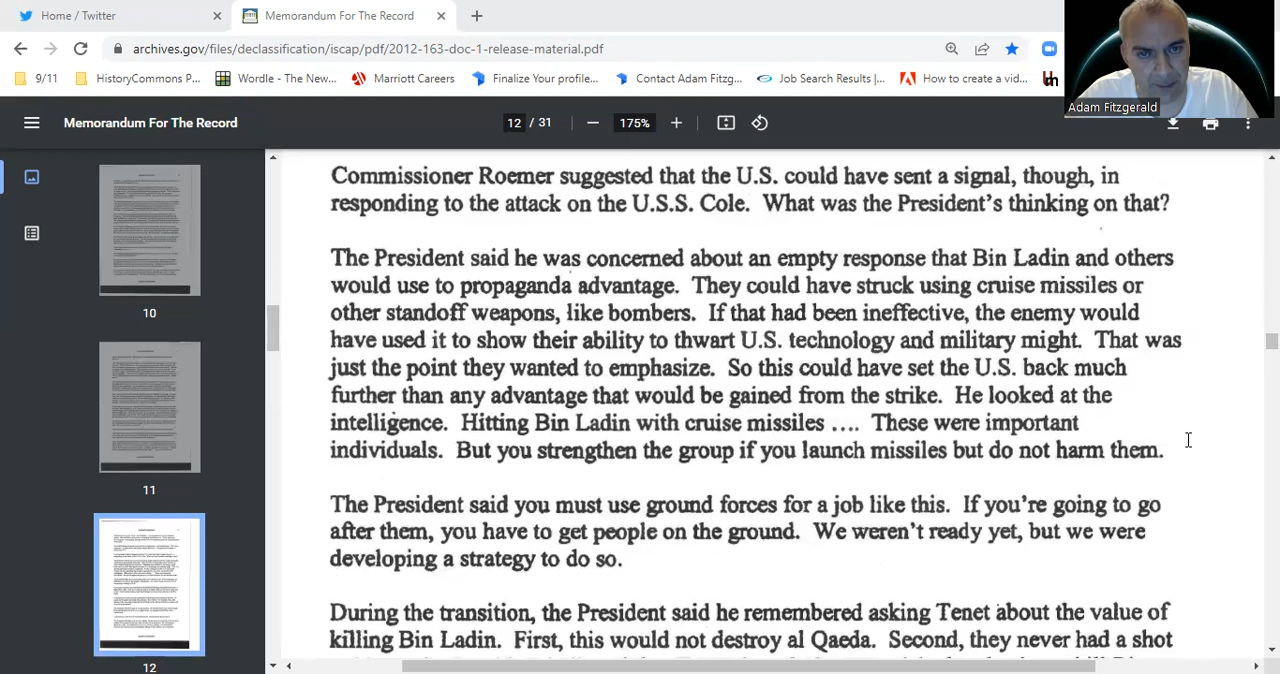 Home / Twitter
Memorandum For The Record
archives.gov/files/declassification/iscap/pdf/2012-163-doc-1-release-material.pdf
9/11
HistoryCommons P...
Wordle - The New...
Marriott Careers
Finalize Your profile...
Contact Adam Fitzg...
Job Search Results |...
How to create a vid...
Adam Fitzgerald
Memorandum For The Record
12 / 31
175%
10
11
12
Commissioner Roemer suggested that the U.S. could have sent a signal, though, in
responding to the attack on the U.S.S. Cole. What was the President's thinking on that?
The President said he was concerned about an empty response that Bin Ladin and others
would use to propaganda advantage. They could have struck using cruise missiles or
other standoff weapons, like bombers. If that had been ineffective, the enemy would
have used it to show their ability to thwart U.S. technology and military might. That was
just the point they wanted to emphasize. So this could have set the U.S. back much
further than any advantage that would be gained from the strike. He looked at the
intelligence. Hitting Bin Ladin with cruise missiles .... These were important
individuals. But you strengthen the group if you launch missiles but do not harm them.
The President said you must use ground forces for a job like this. If you're going to go
after them, you have to get people on the ground. We weren't ready yet, but we were
developing a strategy to do so.
During the transition, the President said he remembered asking Tenet about the value of
killing Bin Ladin. First, this would not destroy al Qaeda. Second, they never had a shot